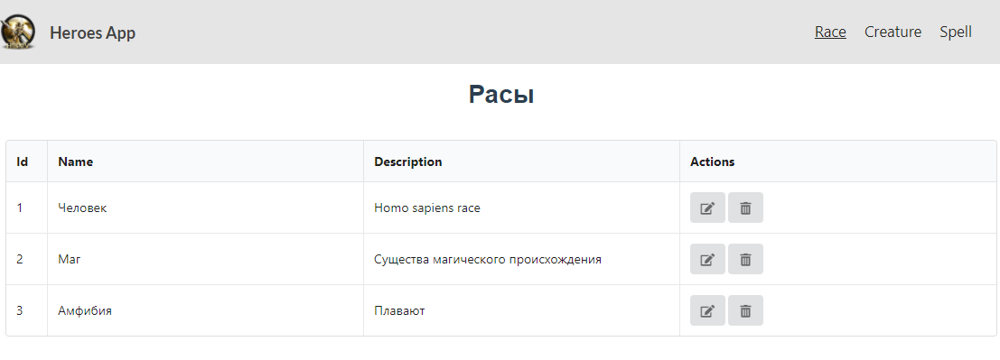 Heroes App Race Creature Spell
Расы
Id Name Description Actions
1 Человек Homo sapiens race
2 Маг Существа магического происхождения
3 Амфибия Плавают